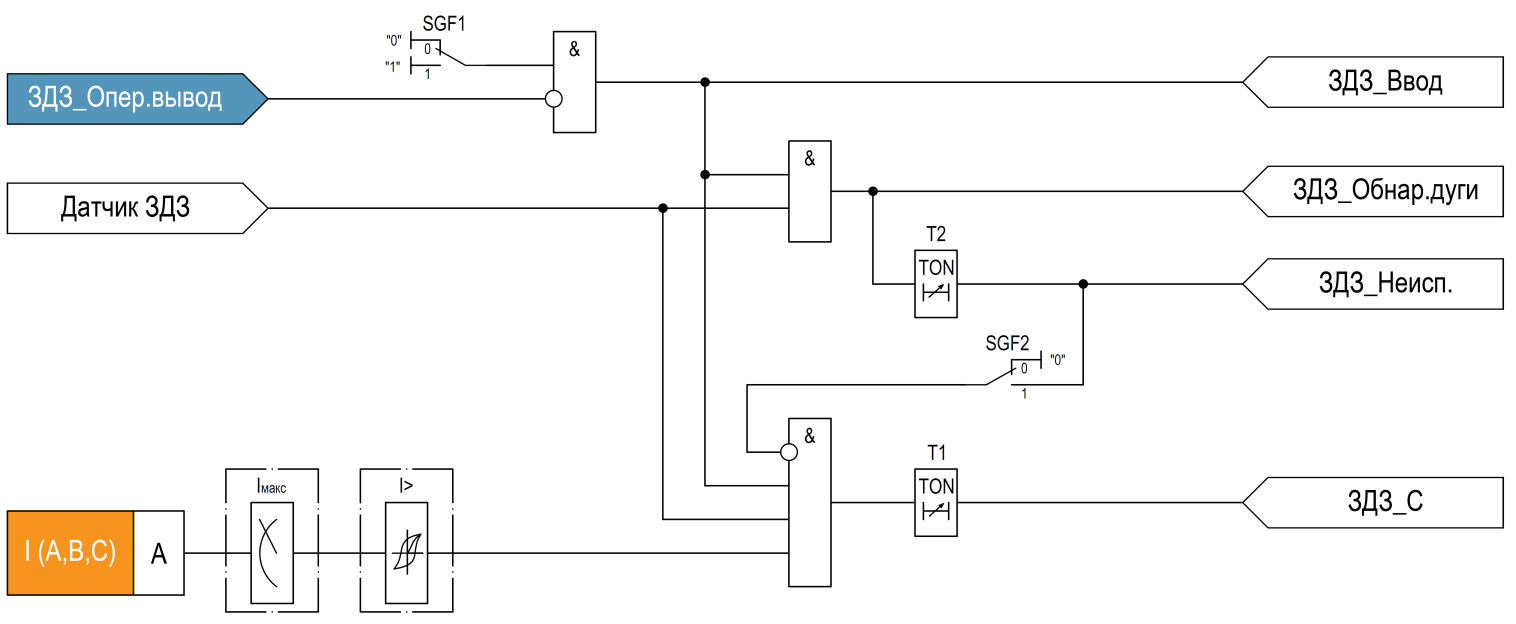 SGF1
"0"
0
"1"
1
&
ЗДЗ_Опер.вывод
ЗДЗ_Ввод
&
Датчик ЗДЗ
ЗДЗ_Обнар.дуги
T2
TON
ЗДЗ_Неисп.
SGF2
0
"0"
1
&
T1
TON
ЗДЗ_С
Iмакс
I>
I (A,B,C)
A